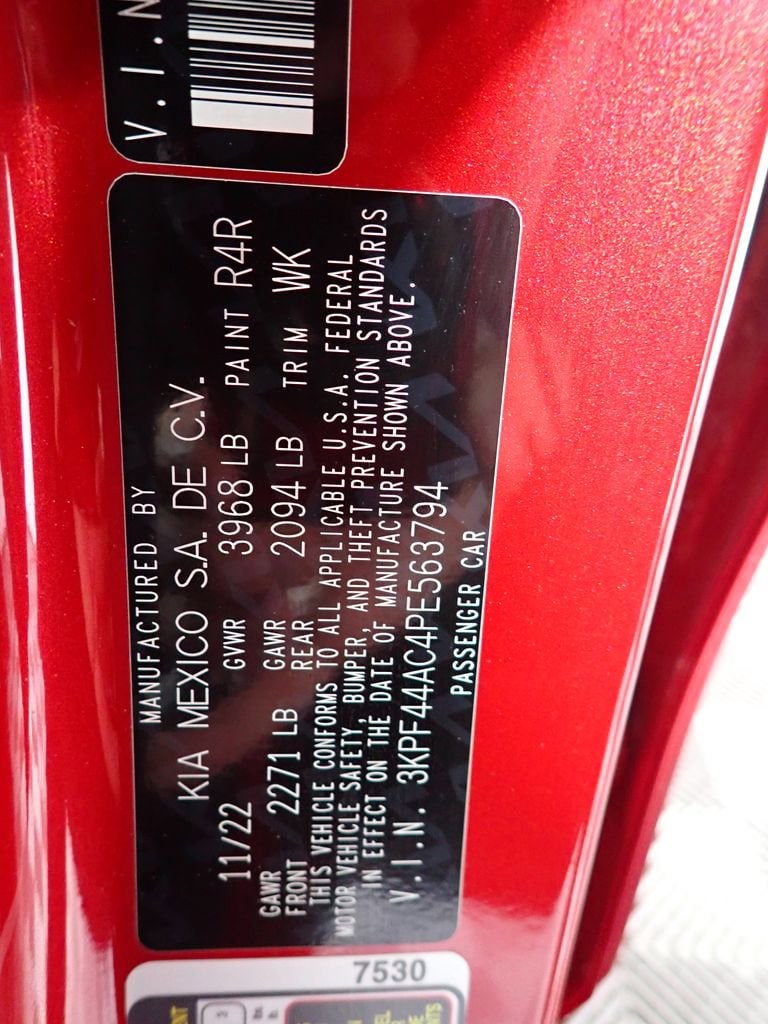 V.I.N
MANUFACTURED BY
KIA MEXICO S.A. DE C.V.
11/22 GVWR 3968 LB PAINT R4R
GAWR FRONT 2271 LB GAWR REAR 2094 LB TRIM WK
THIS VEHICLE CONFORMS TO ALL APPLICABLE U.S.A. FEDERAL
MOTOR VEHICLE SAFETY, BUMPER, AND THEFT PREVENTION STANDARDS
IN EFFECT ON THE DATE OF MANUFACTURE SHOWN ABOVE.
V.I.N. 3KPF44AC4PE563794
PASSENGER CAR
7530